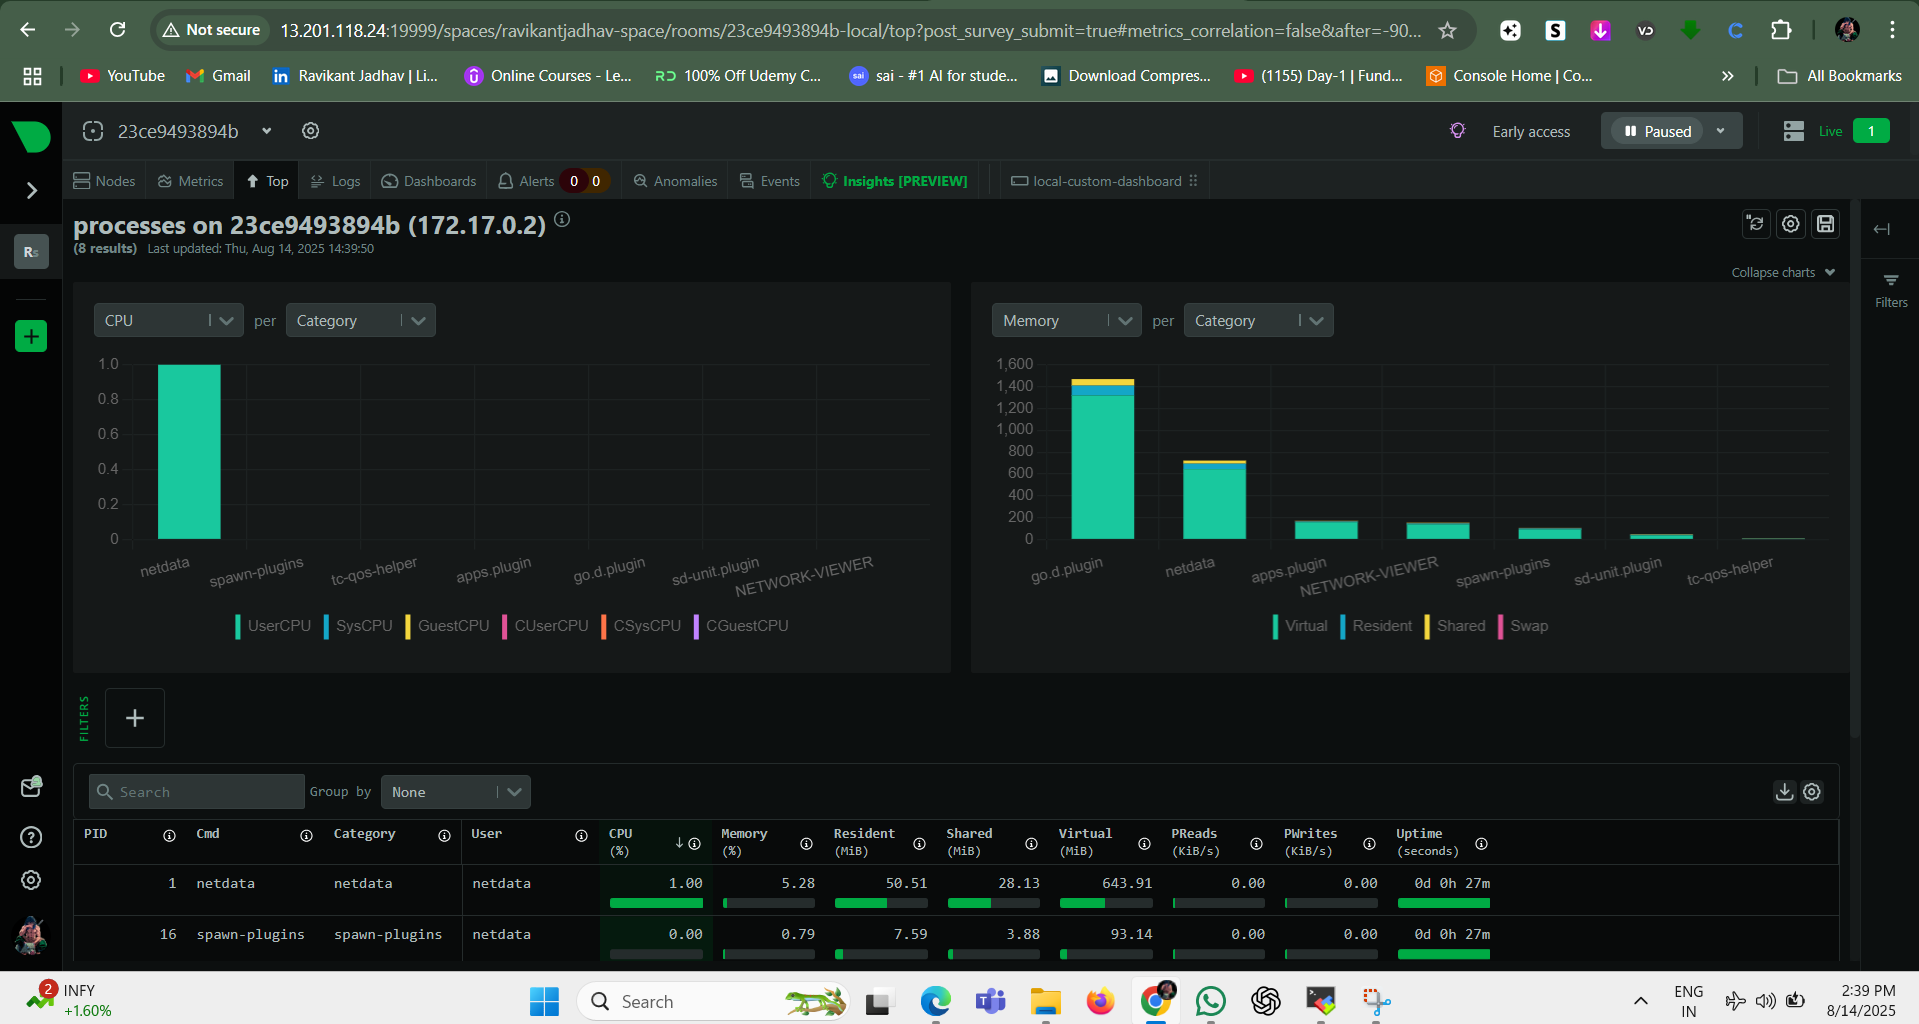 Not secure
13.201.118.24:19999/spaces/ravikantjadhav-space/rooms/23ce9493894b-local/top?post_survey_submit=true#metrics_correlation=false&after=-90...
YouTube
Gmail
Ravikant Jadhav | Li...
Online Courses - Le...
100% Off Udemy C...
sai - #1 AI for stude...
Download Compres...
(1155) Day-1 | Fund...
Console Home | Co...
»
All Bookmarks
23ce9493894b
Early access
Paused
Live
1
Nodes
Metrics
Top
Logs
Dashboards
Alerts 0 0
Anomalies
Events
Insights [PREVIEW]
local-custom-dashboard
processes on 23ce9493894b (172.17.0.2)
(8 results) Last updated: Thu, Aug 14, 2025 14:39:50
Rs
Collapse charts
Filters
CPU per Category
1.0
0.8
0.6
0.4
0.2
0
netdata
spawn-plugins
tc-qos-helper
apps.plugin
go.d.plugin
sd-unit.plugin
NETWORK-VIEWER
UserCPU SysCPU GuestCPU CUserCPU CSysCPU CGuestCPU
Memory per Category
1,600
1,400
1,200
1,000
800
600
400
200
0
go.d.plugin
netdata
apps.plugin
NETWORK-VIEWER
spawn-plugins
sd-unit.plugin
tc-qos-helper
Virtual Resident Shared Swap
FILTERS
+
Search
Group by None
PID Cmd Category User CPU (%) Memory (%) Resident (MiB) Shared (MiB) Virtual (MiB) PReads (KiB/s) PWrites (KiB/s) Uptime (seconds)
1 netdata netdata netdata 1.00 5.28 50.51 28.13 643.91 0.00 0.00 0d 0h 27m
16 spawn-plugins spawn-plugins netdata 0.00 0.79 7.59 3.88 93.14 0.00 0.00 0d 0h 27m
2
INFY
+1.60%
Search
ENG
IN
2:39 PM
8/14/2025